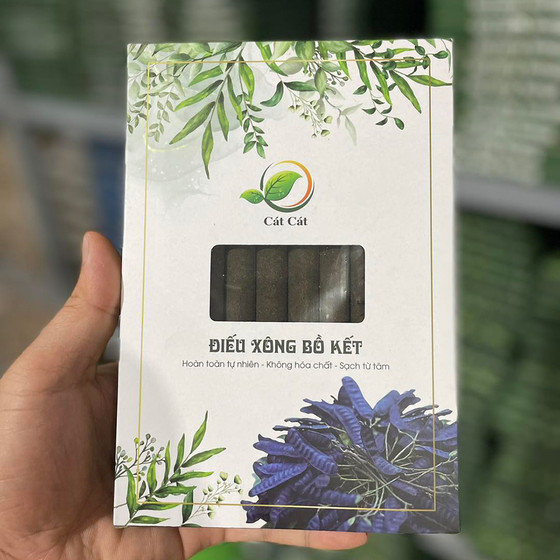 Cát Cát
ĐIẾU XÔNG BỒ KẾT
Hoàn toàn tự nhiên - Không hóa chất - Sạch từ tâm